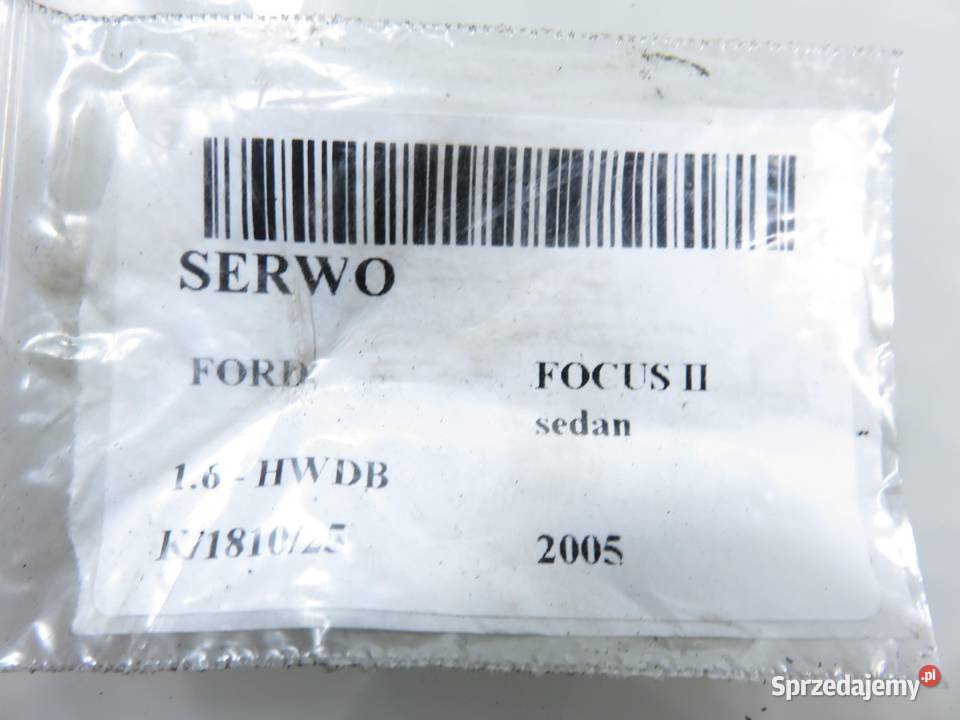 SERWO
FORD FOCUS II
sedan
1.6 - HWDB
K/1810/25 2005
Sprzedajemy.pl